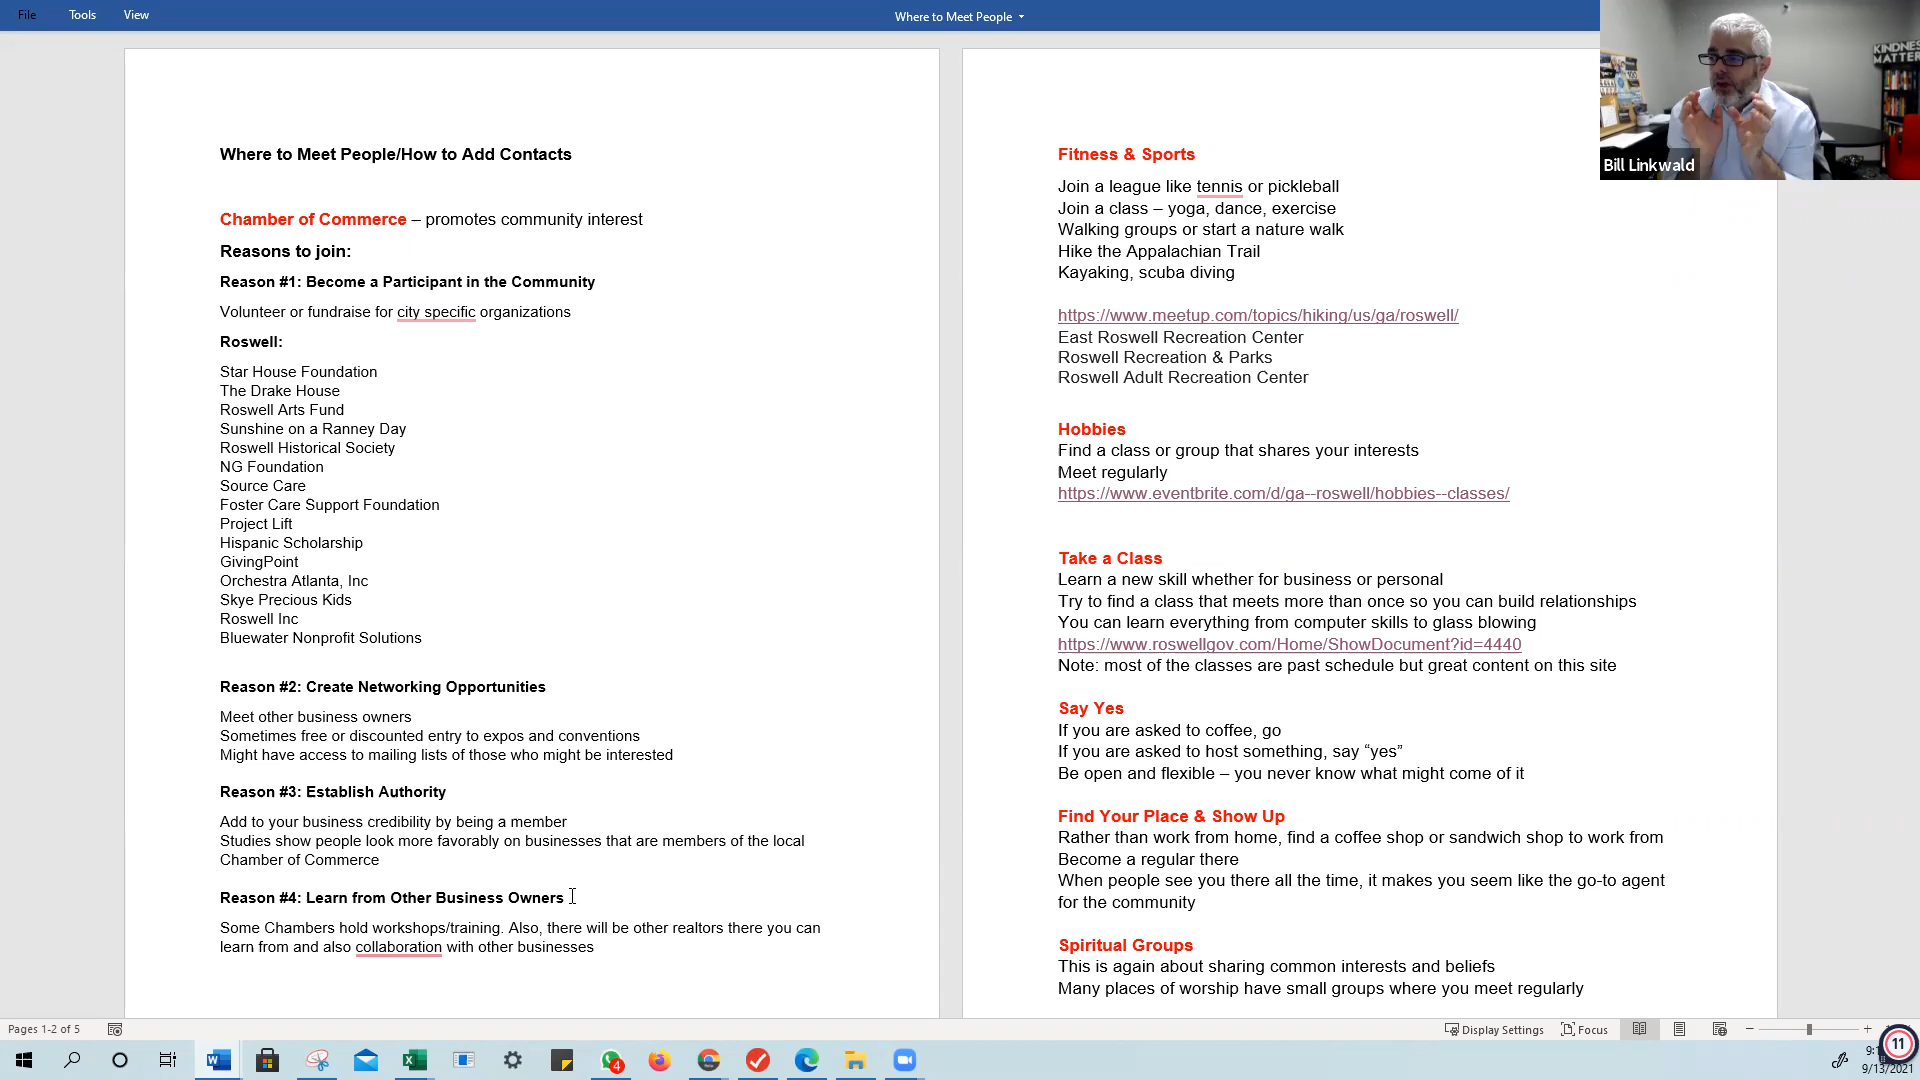 File Tools View
Where to Meet People
Where to Meet People/How to Add Contacts
Chamber of Commerce – promotes community interest
Reasons to join:
Reason #1: Become a Participant in the Community
Volunteer or fundraise for city specific organizations
Roswell:
Star House Foundation
The Drake House
Roswell Arts Fund
Sunshine on a Ranney Day
Roswell Historical Society
NG Foundation
Source Care
Foster Care Support Foundation
Project Lift
Hispanic Scholarship
GivingPoint
Orchestra Atlanta, Inc
Skye Precious Kids
Roswell Inc
Bluewater Nonprofit Solutions
Reason #2: Create Networking Opportunities
Meet other business owners
Sometimes free or discounted entry to expos and conventions
Might have access to mailing lists of those who might be interested
Reason #3: Establish Authority
Add to your business credibility by being a member
Studies show people look more favorably on businesses that are members of the local
Chamber of Commerce
Reason #4: Learn from Other Business Owners
Some Chambers hold workshops/training. Also, there will be other realtors there you can
learn from and also collaboration with other businesses
Fitness & Sports
Join a league like tennis or pickleball
Join a class – yoga, dance, exercise
Walking groups or start a nature walk
Hike the Appalachian Trail
Kayaking, scuba diving
https://www.meetup.com/topics/hiking/us/ga/roswell/
East Roswell Recreation Center
Roswell Recreation & Parks
Roswell Adult Recreation Center
Hobbies
Find a class or group that shares your interests
Meet regularly
https://www.eventbrite.com/d/ga--roswell/hobbies--classes/
Take a Class
Learn a new skill whether for business or personal
Try to find a class that meets more than once so you can build relationships
You can learn everything from computer skills to glass blowing
https://www.roswellgov.com/Home/ShowDocument?id=4440
Note: most of the classes are past schedule but great content on this site
Say Yes
If you are asked to coffee, go
If you are asked to host something, say “yes”
Be open and flexible – you never know what might come of it
Find Your Place & Show Up
Rather than work from home, find a coffee shop or sandwich shop to work from
Become a regular there
When people see you there all the time, it makes you seem like the go-to agent
for the community
Spiritual Groups
This is again about sharing common interests and beliefs
Many places of worship have small groups where you meet regularly
KINDNESS
MATTER
Bill Linkwald
Pages 1-2 of 5
Display Settings Focus
4
11
9/13/2021